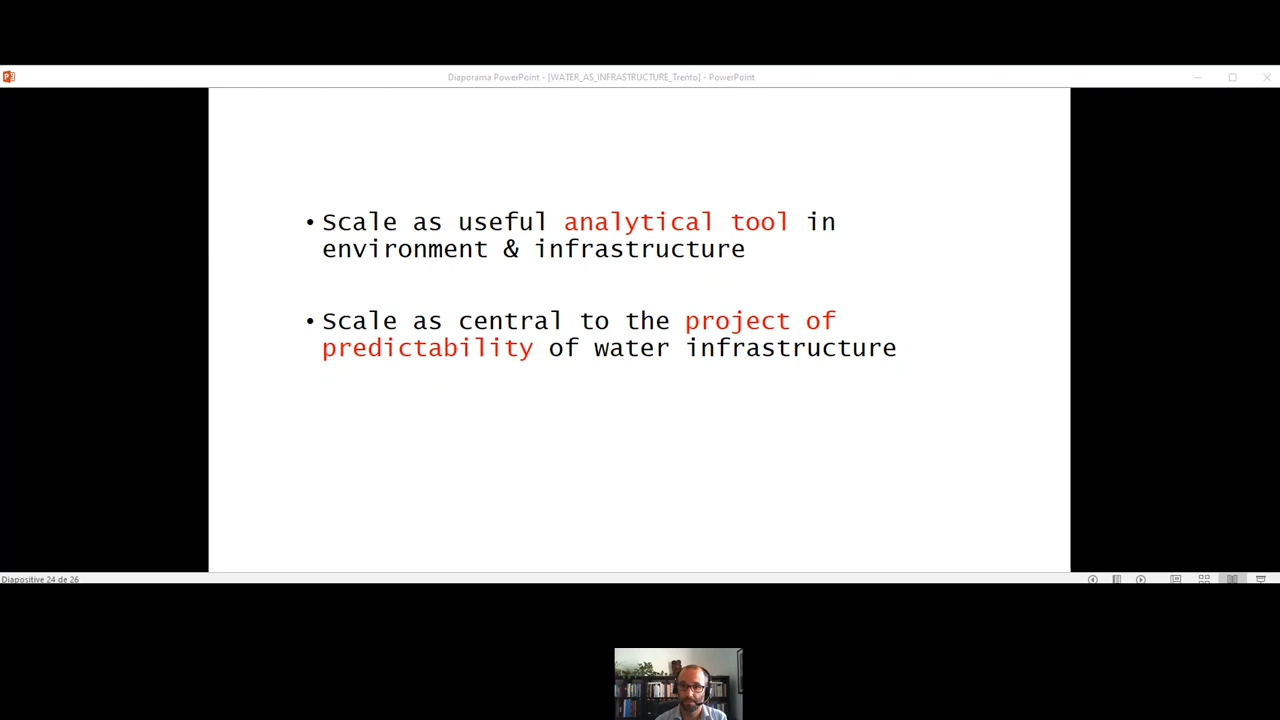 Diaporama PowerPoint - [WATER_AS_INFRASTRUCTURE_Trento] - PowerPoint
• Scale as useful analytical tool in
environment & infrastructure
• Scale as central to the project of
predictability of water infrastructure
Diapositive 24 de 26